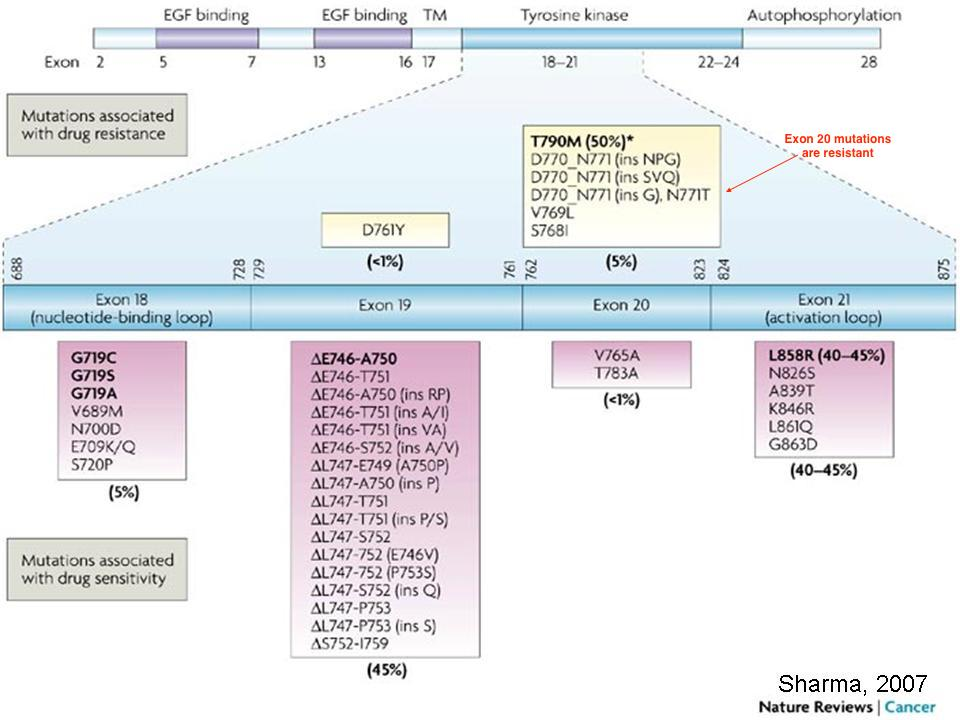 EGF binding
EGF binding
TM
Tyrosine kinase
Autophosphorylation
Exon 2 5 7 13 16 17 18–21 22–24 28
Mutations associated
with drug resistance
T790M (50%)*
D770_N771 (ins NPG)
D770_N771 (ins SVQ)
D770_N771 (ins G), N771T
V769L
S768I
(5%)
Exon 20 mutations
are resistant
D761Y
(<1%)
688 728 729 761 762 823 824 875
Exon 18
(nucleotide-binding loop)
Exon 19
Exon 20
Exon 21
(activation loop)
G719C
G719S
G719A
V689M
N700D
E709K/Q
S720P
(5%)
ΔE746-A750
ΔE746-T751
ΔE746-A750 (ins RP)
ΔE746-T751 (ins A/I)
ΔE746-T751 (ins VA)
ΔE746-S752 (ins A/V)
ΔL747-E749 (A750P)
ΔL747-A750 (ins P)
ΔL747-T751
ΔL747-T751 (ins P/S)
ΔL747-S752
ΔL747-752 (E746V)
ΔL747-752 (P753S)
ΔL747-S752 (ins Q)
ΔL747-P753
ΔL747-P753 (ins S)
ΔS752-I759
(45%)
V765A
T783A
(<1%)
L858R (40–45%)
N826S
A839T
K846R
L861Q
G863D
(40–45%)
Mutations associated
with drug sensitivity
Sharma, 2007
Nature Reviews | Cancer